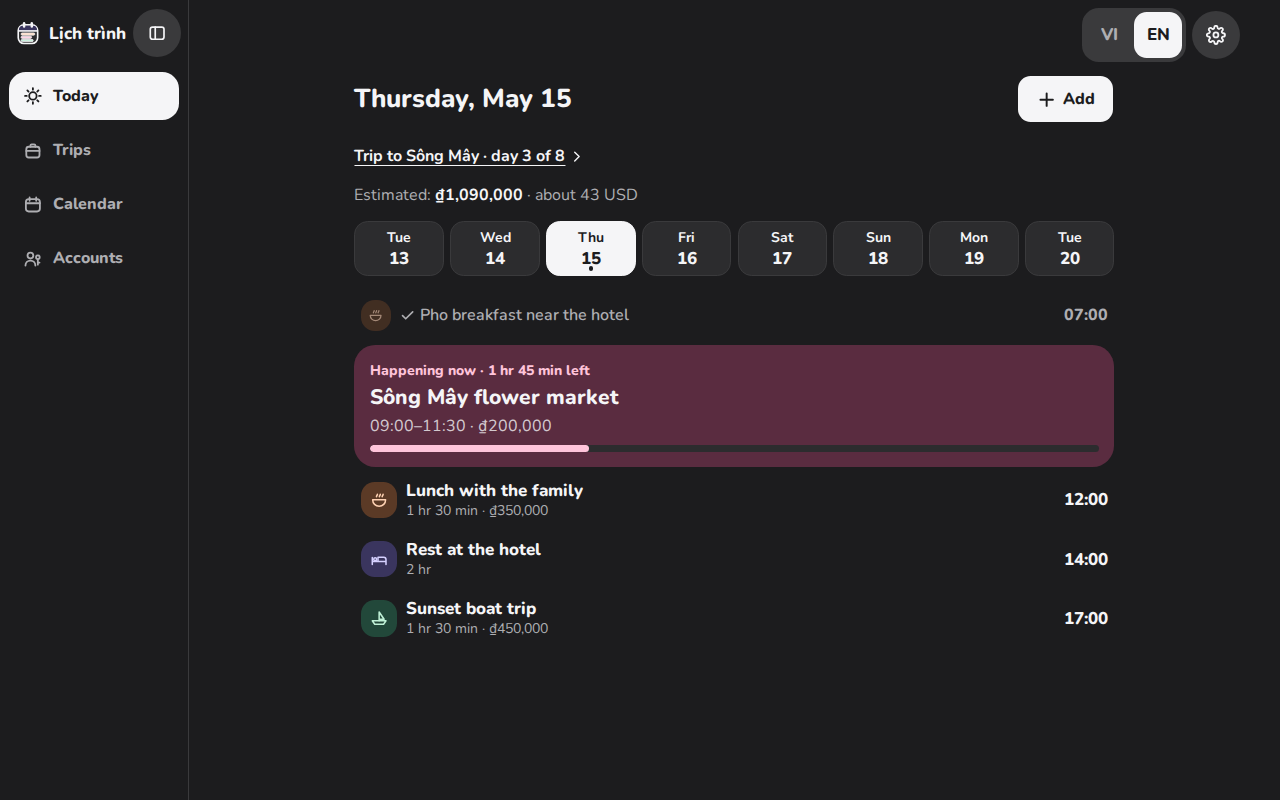 Lịch trình
VI
EN
Today
Trips
Calendar
Accounts
Thursday, May 15
Add
Trip to Sông Mây · day 3 of 8
Estimated: ₫1,090,000 · about 43 USD
Tue
13
Wed
14
Thu
15
Fri
16
Sat
17
Sun
18
Mon
19
Tue
20
Pho breakfast near the hotel
07:00
Happening now · 1 hr 45 min left
Sông Mây flower market
09:00–11:30 · ₫200,000
Lunch with the family
1 hr 30 min · ₫350,000
12:00
Rest at the hotel
2 hr
14:00
Sunset boat trip
1 hr 30 min · ₫450,000
17:00